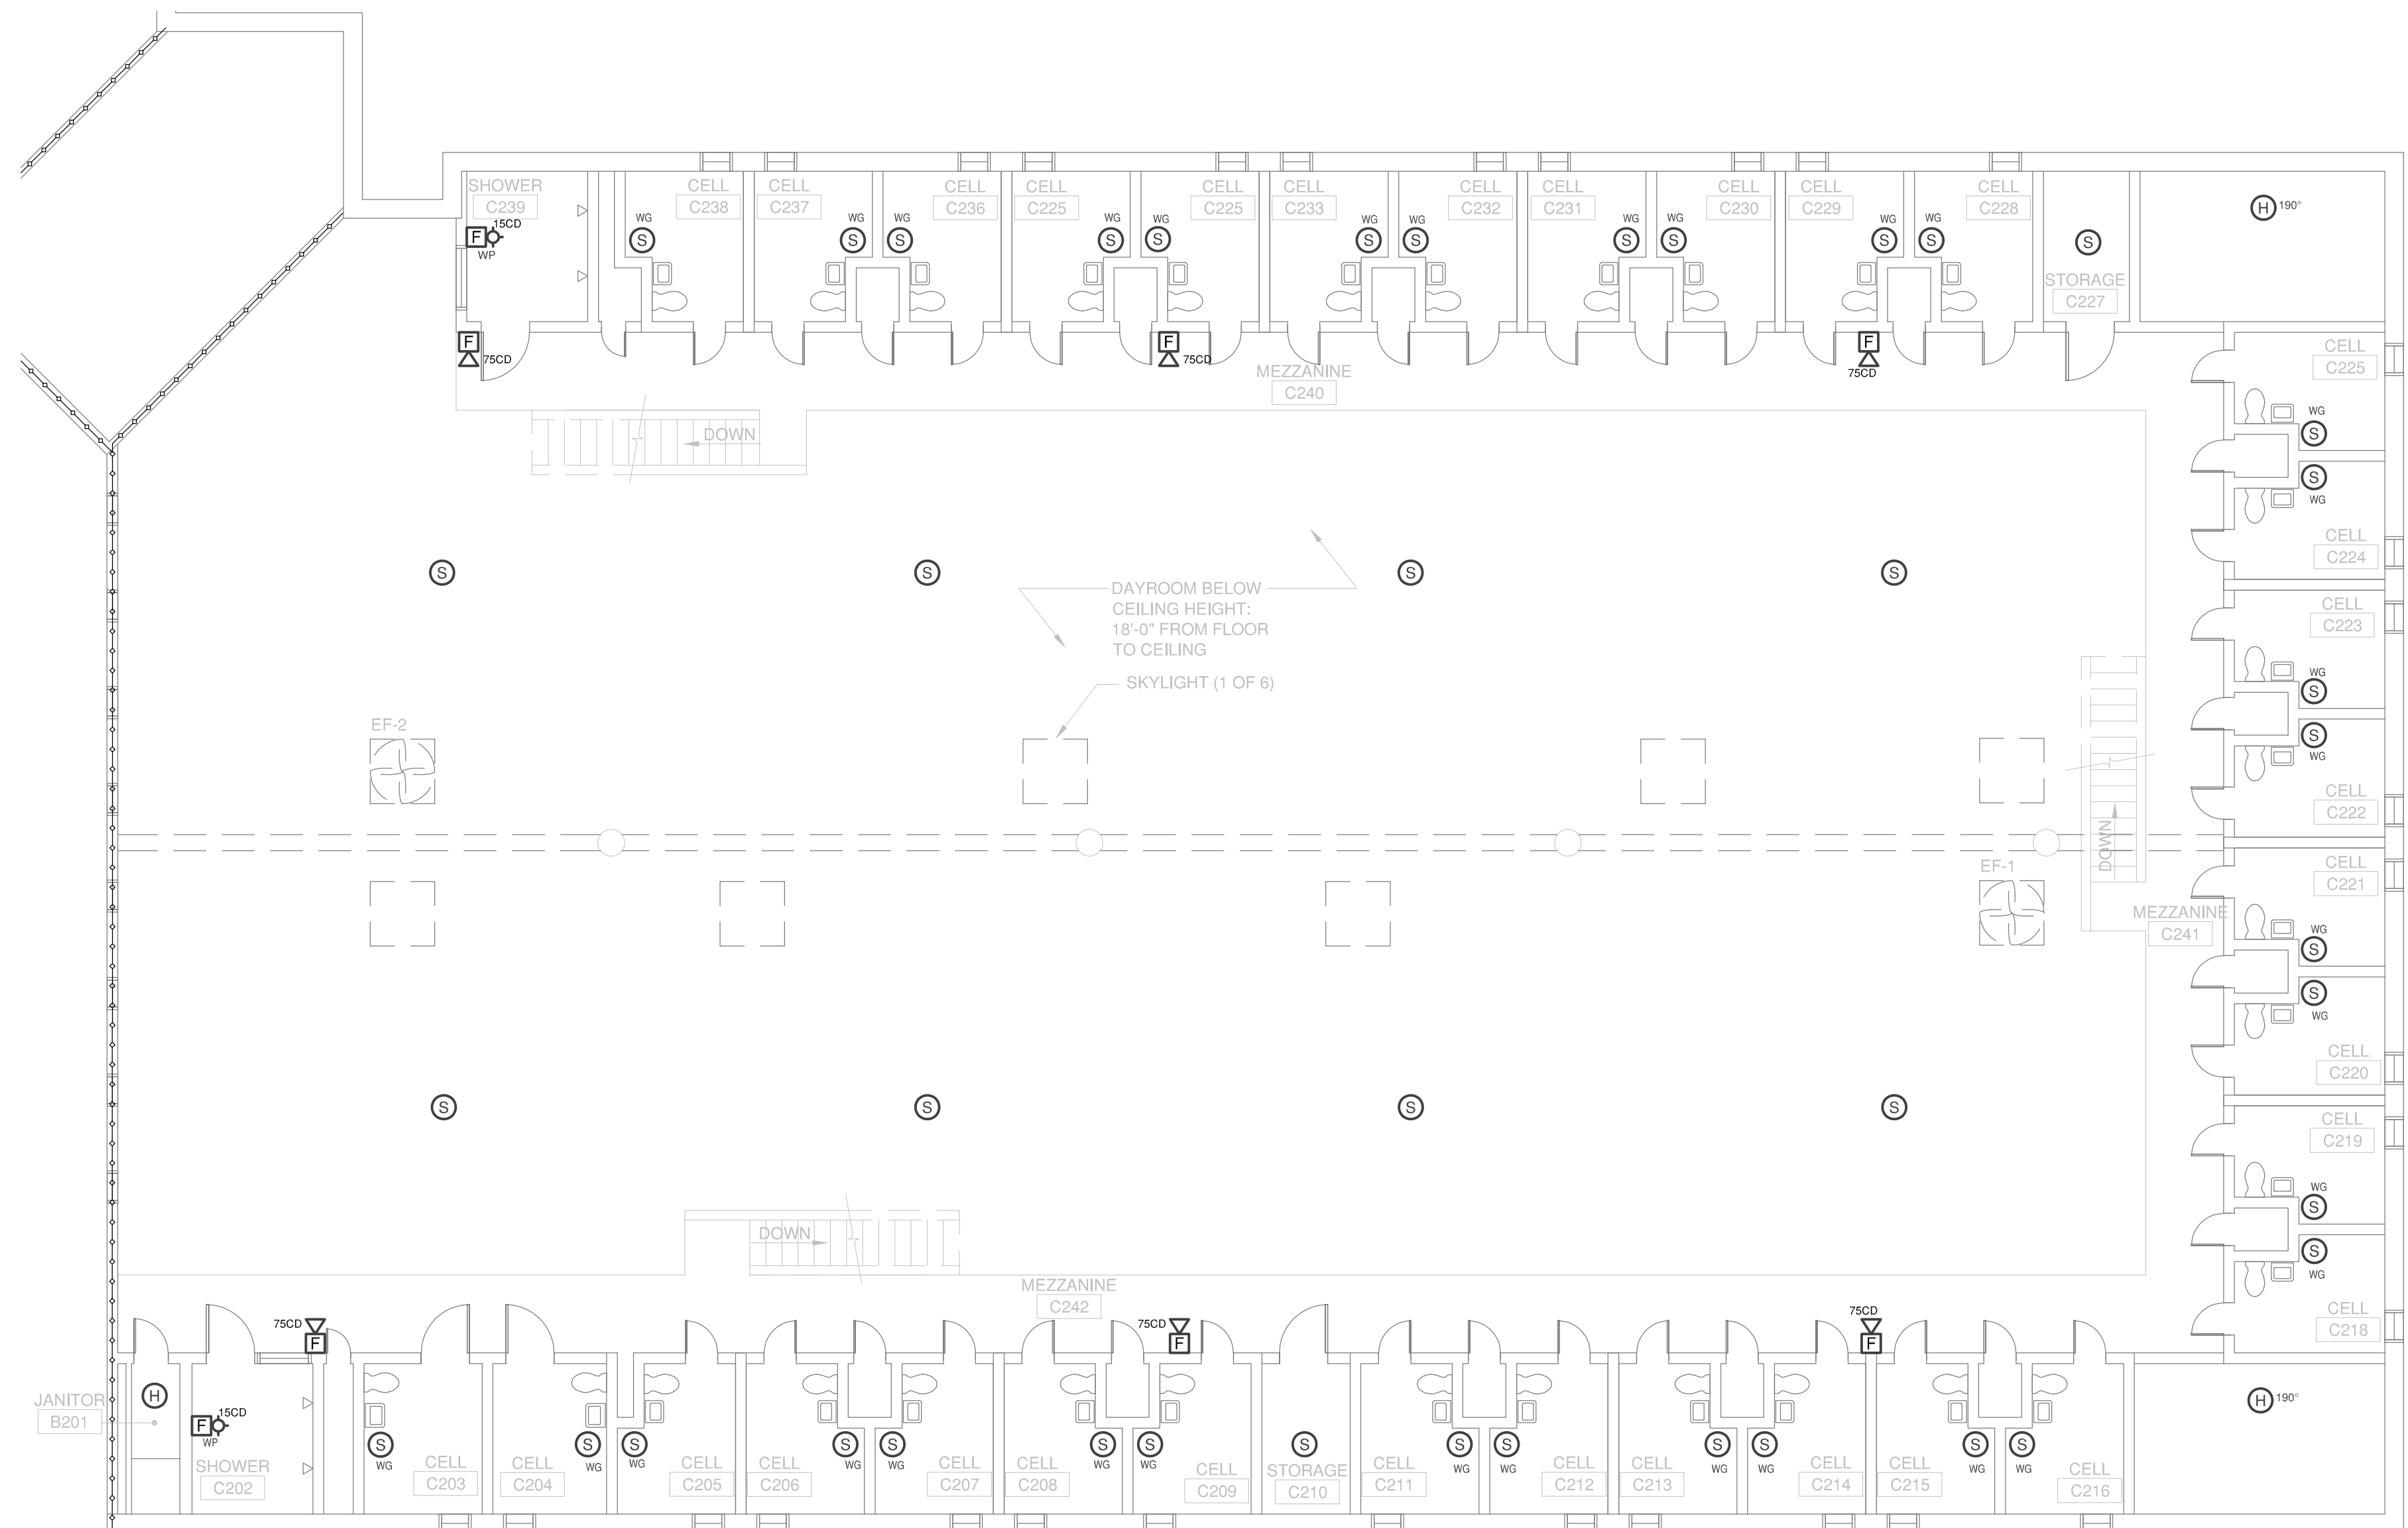 SHOWER
C239
15CD
F
WP
WG
S
CELL
C238
CELL
C237
WG
S
WG
S
CELL
C236
CELL
C225
WG
S
WG
S
CELL
C225
CELL
C233
WG
S
WG
S
CELL
C232
CELL
C231
WG
S
WG
S
CELL
C230
CELL
C229
WG
S
WG
S
CELL
C228
S
STORAGE
C227
H 190°
F
75CD
F
75CD
F
75CD
MEZZANINE
C240
CELL
C225
WG
S
S
WG
CELL
C224
DOWN
S
S
S
S
DAYROOM BELOW
CEILING HEIGHT:
18'-0" FROM FLOOR
TO CEILING
SKYLIGHT (1 OF 6)
CELL
C223
WG
S
S
WG
CELL
C222
EF-2
DOWN
EF-1
CELL
C221
MEZZANINE
C241
WG
S
S
WG
CELL
C220
S
S
S
S
CELL
C219
WG
S
S
WG
CELL
C218
DOWN
MEZZANINE
C242
75CD
F
75CD
F
75CD
F
JANITOR
B201
H
15CD
F
WP
SHOWER
C202
S
WG
CELL
C203
CELL
C204
S
WG
S
WG
CELL
C205
CELL
C206
S
WG
S
WG
CELL
C207
CELL
C208
S
WG
S
WG
CELL
C209
S
STORAGE
C210
CELL
C211
S
WG
S
WG
CELL
C212
CELL
C213
S
WG
S
WG
CELL
C214
CELL
C215
S
WG
S
WG
CELL
C216
H 190°